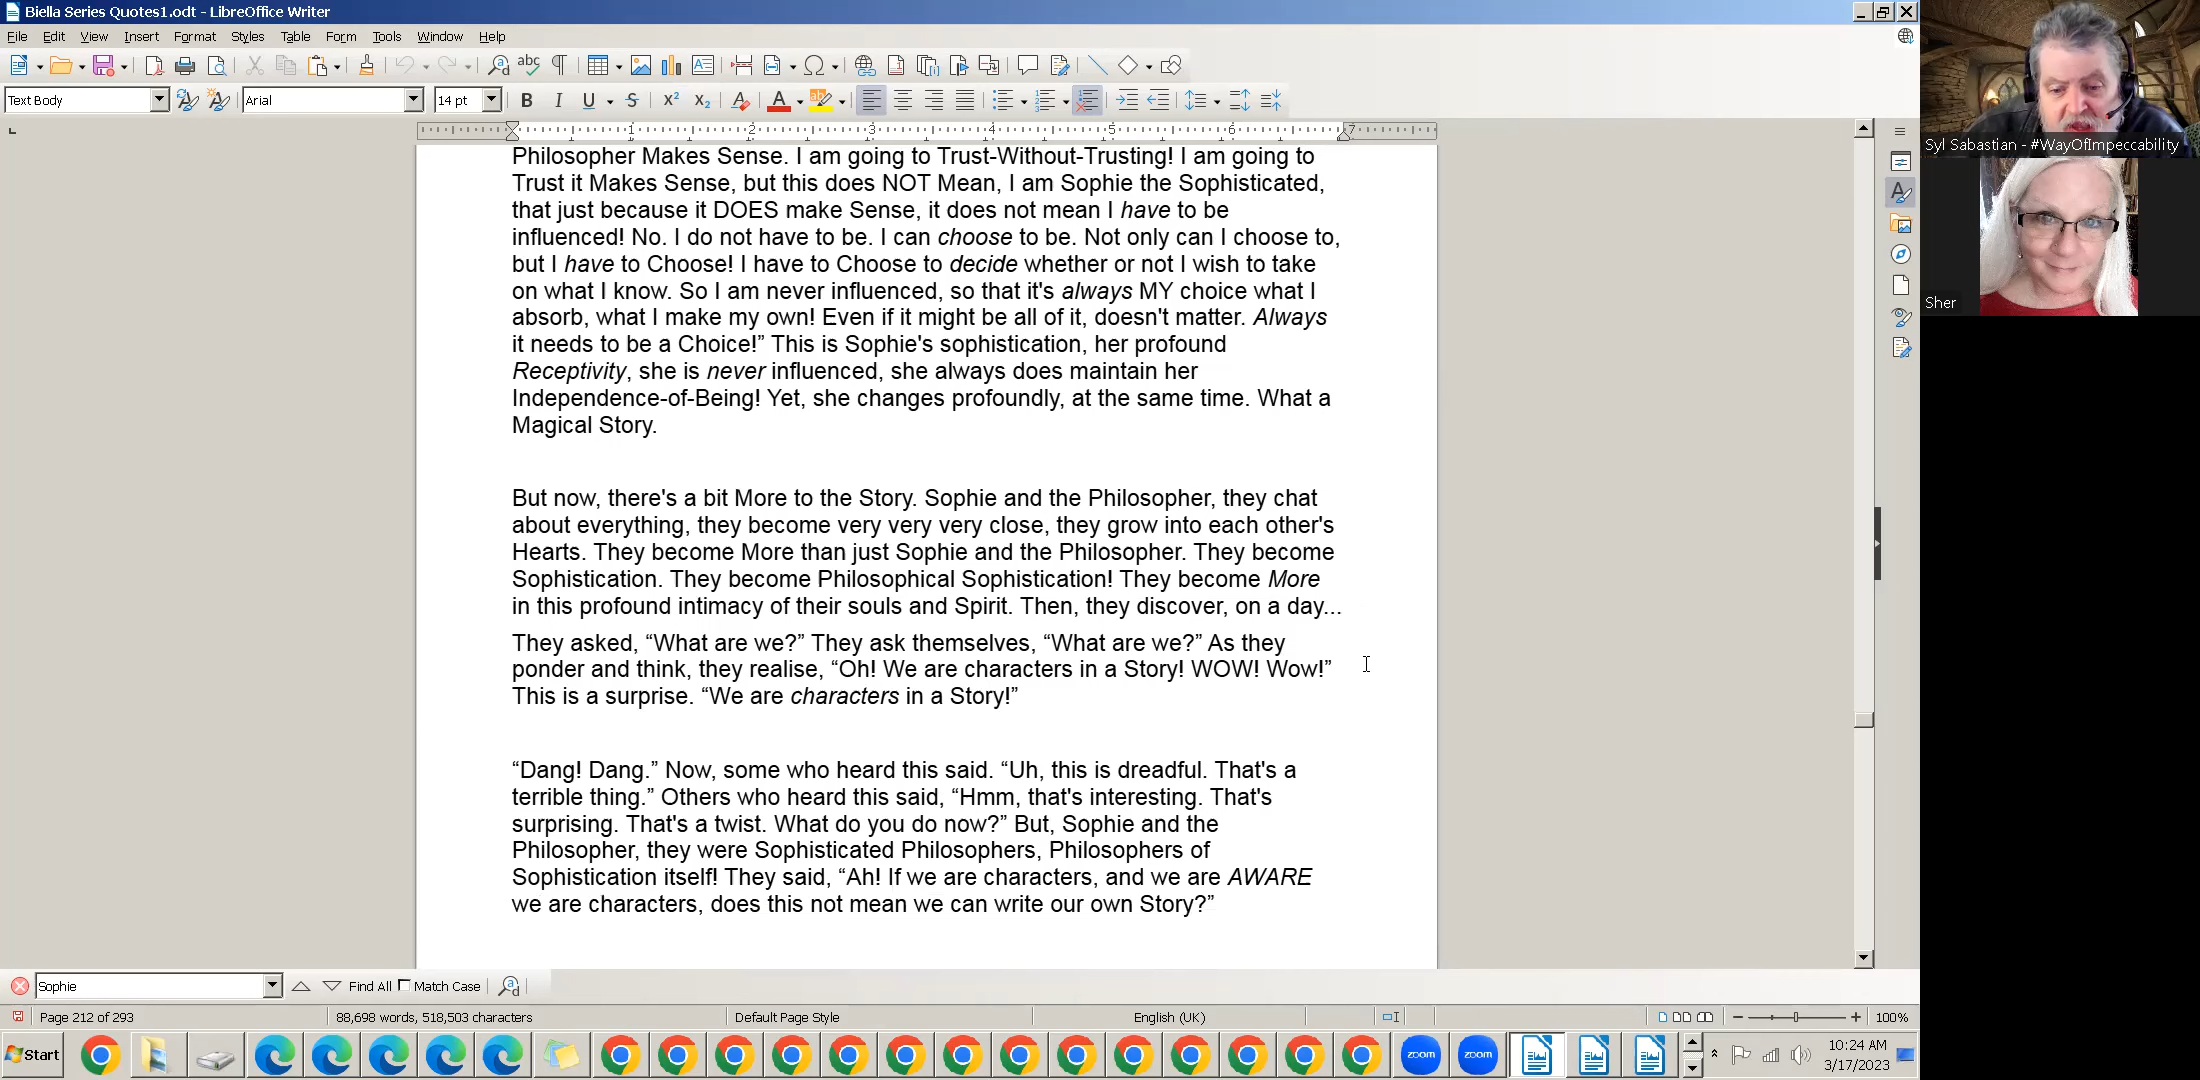 Biella Series Quotes1.odt - LibreOffice Writer
File Edit View Insert Format Styles Table Form Tools Window Help
Text Body Arial 14 pt
1 2 3 4 5 6 7
Philosopher Makes Sense. I am going to Trust-Without-Trusting! I am going to
Trust it Makes Sense, but this does NOT Mean, I am Sophie the Sophisticated,
that just because it DOES make Sense, it does not mean I have to be
influenced! No. I do not have to be. I can choose to be. Not only can I choose to,
but I have to Choose! I have to Choose to decide whether or not I wish to take
on what I know. So I am never influenced, so that it's always MY choice what I
absorb, what I make my own! Even if it might be all of it, doesn't matter. Always
it needs to be a Choice!” This is Sophie's sophistication, her profound
Receptivity, she is never influenced, she always does maintain her
Independence-of-Being! Yet, she changes profoundly, at the same time. What a
Magical Story.
But now, there's a bit More to the Story. Sophie and the Philosopher, they chat
about everything, they become very very very close, they grow into each other's
Hearts. They become More than just Sophie and the Philosopher. They become
Sophistication. They become Philosophical Sophistication! They become More
in this profound intimacy of their souls and Spirit. Then, they discover, on a day...
They asked, “What are we?” They ask themselves, “What are we?” As they
ponder and think, they realise, “Oh! We are characters in a Story! WOW! Wow!”
This is a surprise. “We are characters in a Story!”
“Dang! Dang.” Now, some who heard this said. “Uh, this is dreadful. That's a
terrible thing.” Others who heard this said, “Hmm, that's interesting. That's
surprising. That's a twist. What do you do now?” But, Sophie and the
Philosopher, they were Sophisticated Philosophers, Philosophers of
Sophistication itself! They said, “Ah! If we are characters, and we are AWARE
we are characters, does this not mean we can write our own Story?”
Syl Sabastian - #WayOfImpeccability
Sher
Sophie Find All Match Case
Page 212 of 293 88,698 words, 518,503 characters Default Page Style English (UK) 100%
Start zoom zoom 10:24 AM
3/17/2023